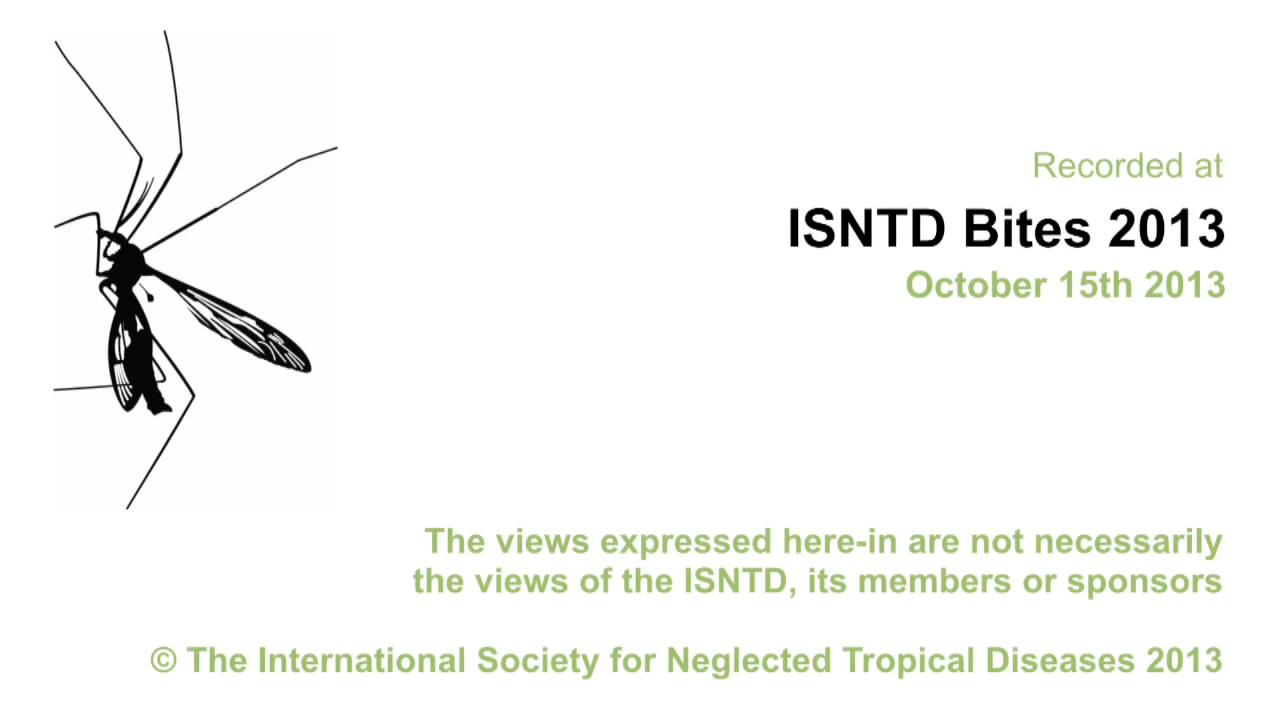 Recorded at
ISNTD Bites 2013
October 15th 2013
The views expressed here-in are not necessarily
the views of the ISNTD, its members or sponsors
© The International Society for Neglected Tropical Diseases 2013